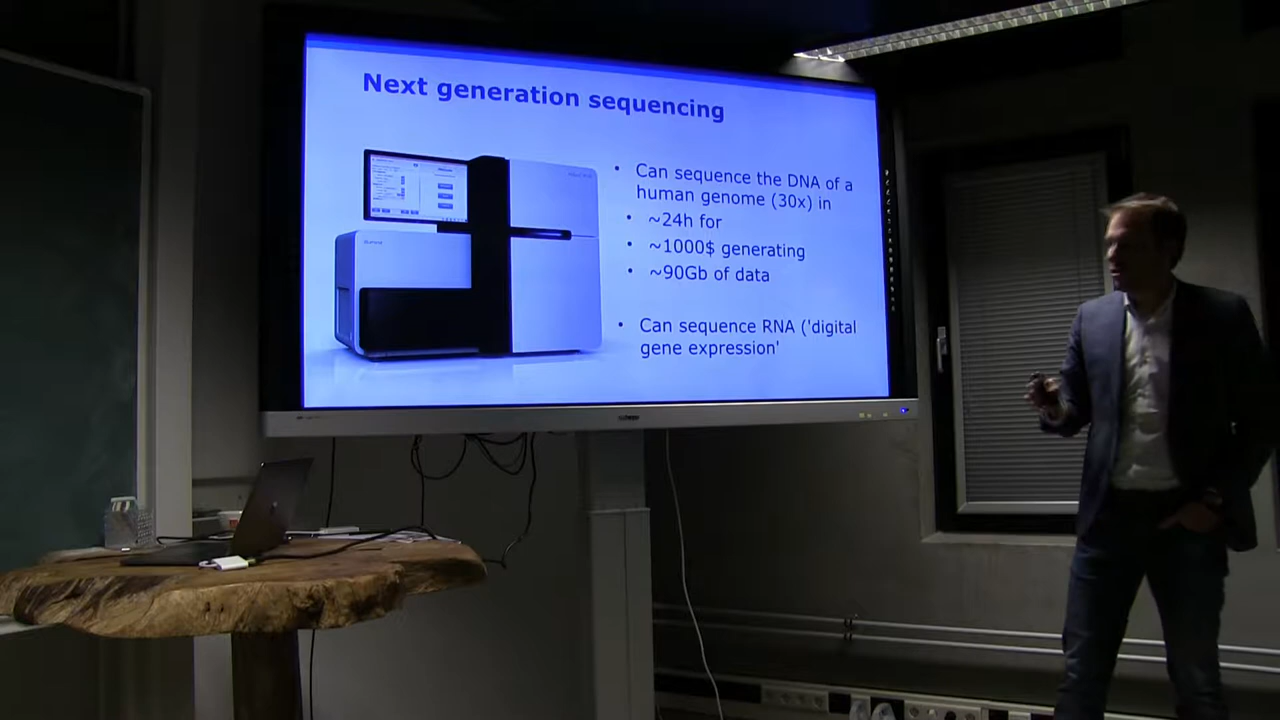 Next generation sequencing
• Can sequence the DNA of a
human genome (30x) in
• ~24h for
• ~1000$ generating
• ~90Gb of data
• Can sequence RNA ('digital
gene expression'